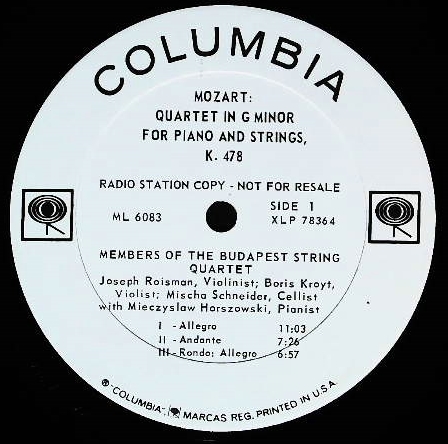 COLUMBIA
MOZART:
QUARTET IN G MINOR
FOR PIANO AND STRINGS,
K. 478
RADIO STATION COPY - NOT FOR RESALE
ML 6083
SIDE 1
XLP 78364
MEMBERS OF THE BUDAPEST STRING
QUARTET
Joseph Roisman, Violinist; Boris Kroyt,
Violist; Mischa Schneider, Cellist
with Mieczyslaw Horszowski, Pianist
I - Allegro 11:03
II - Andante 7:26
III - Rondo; Allegro 6:57
® "COLUMBIA", MARCAS REG. PRINTED IN U.S.A.